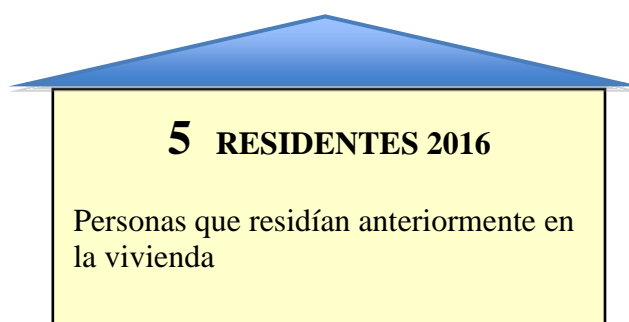 5 RESIDENTES 2016
Personas que residían anteriormente en
la vivienda